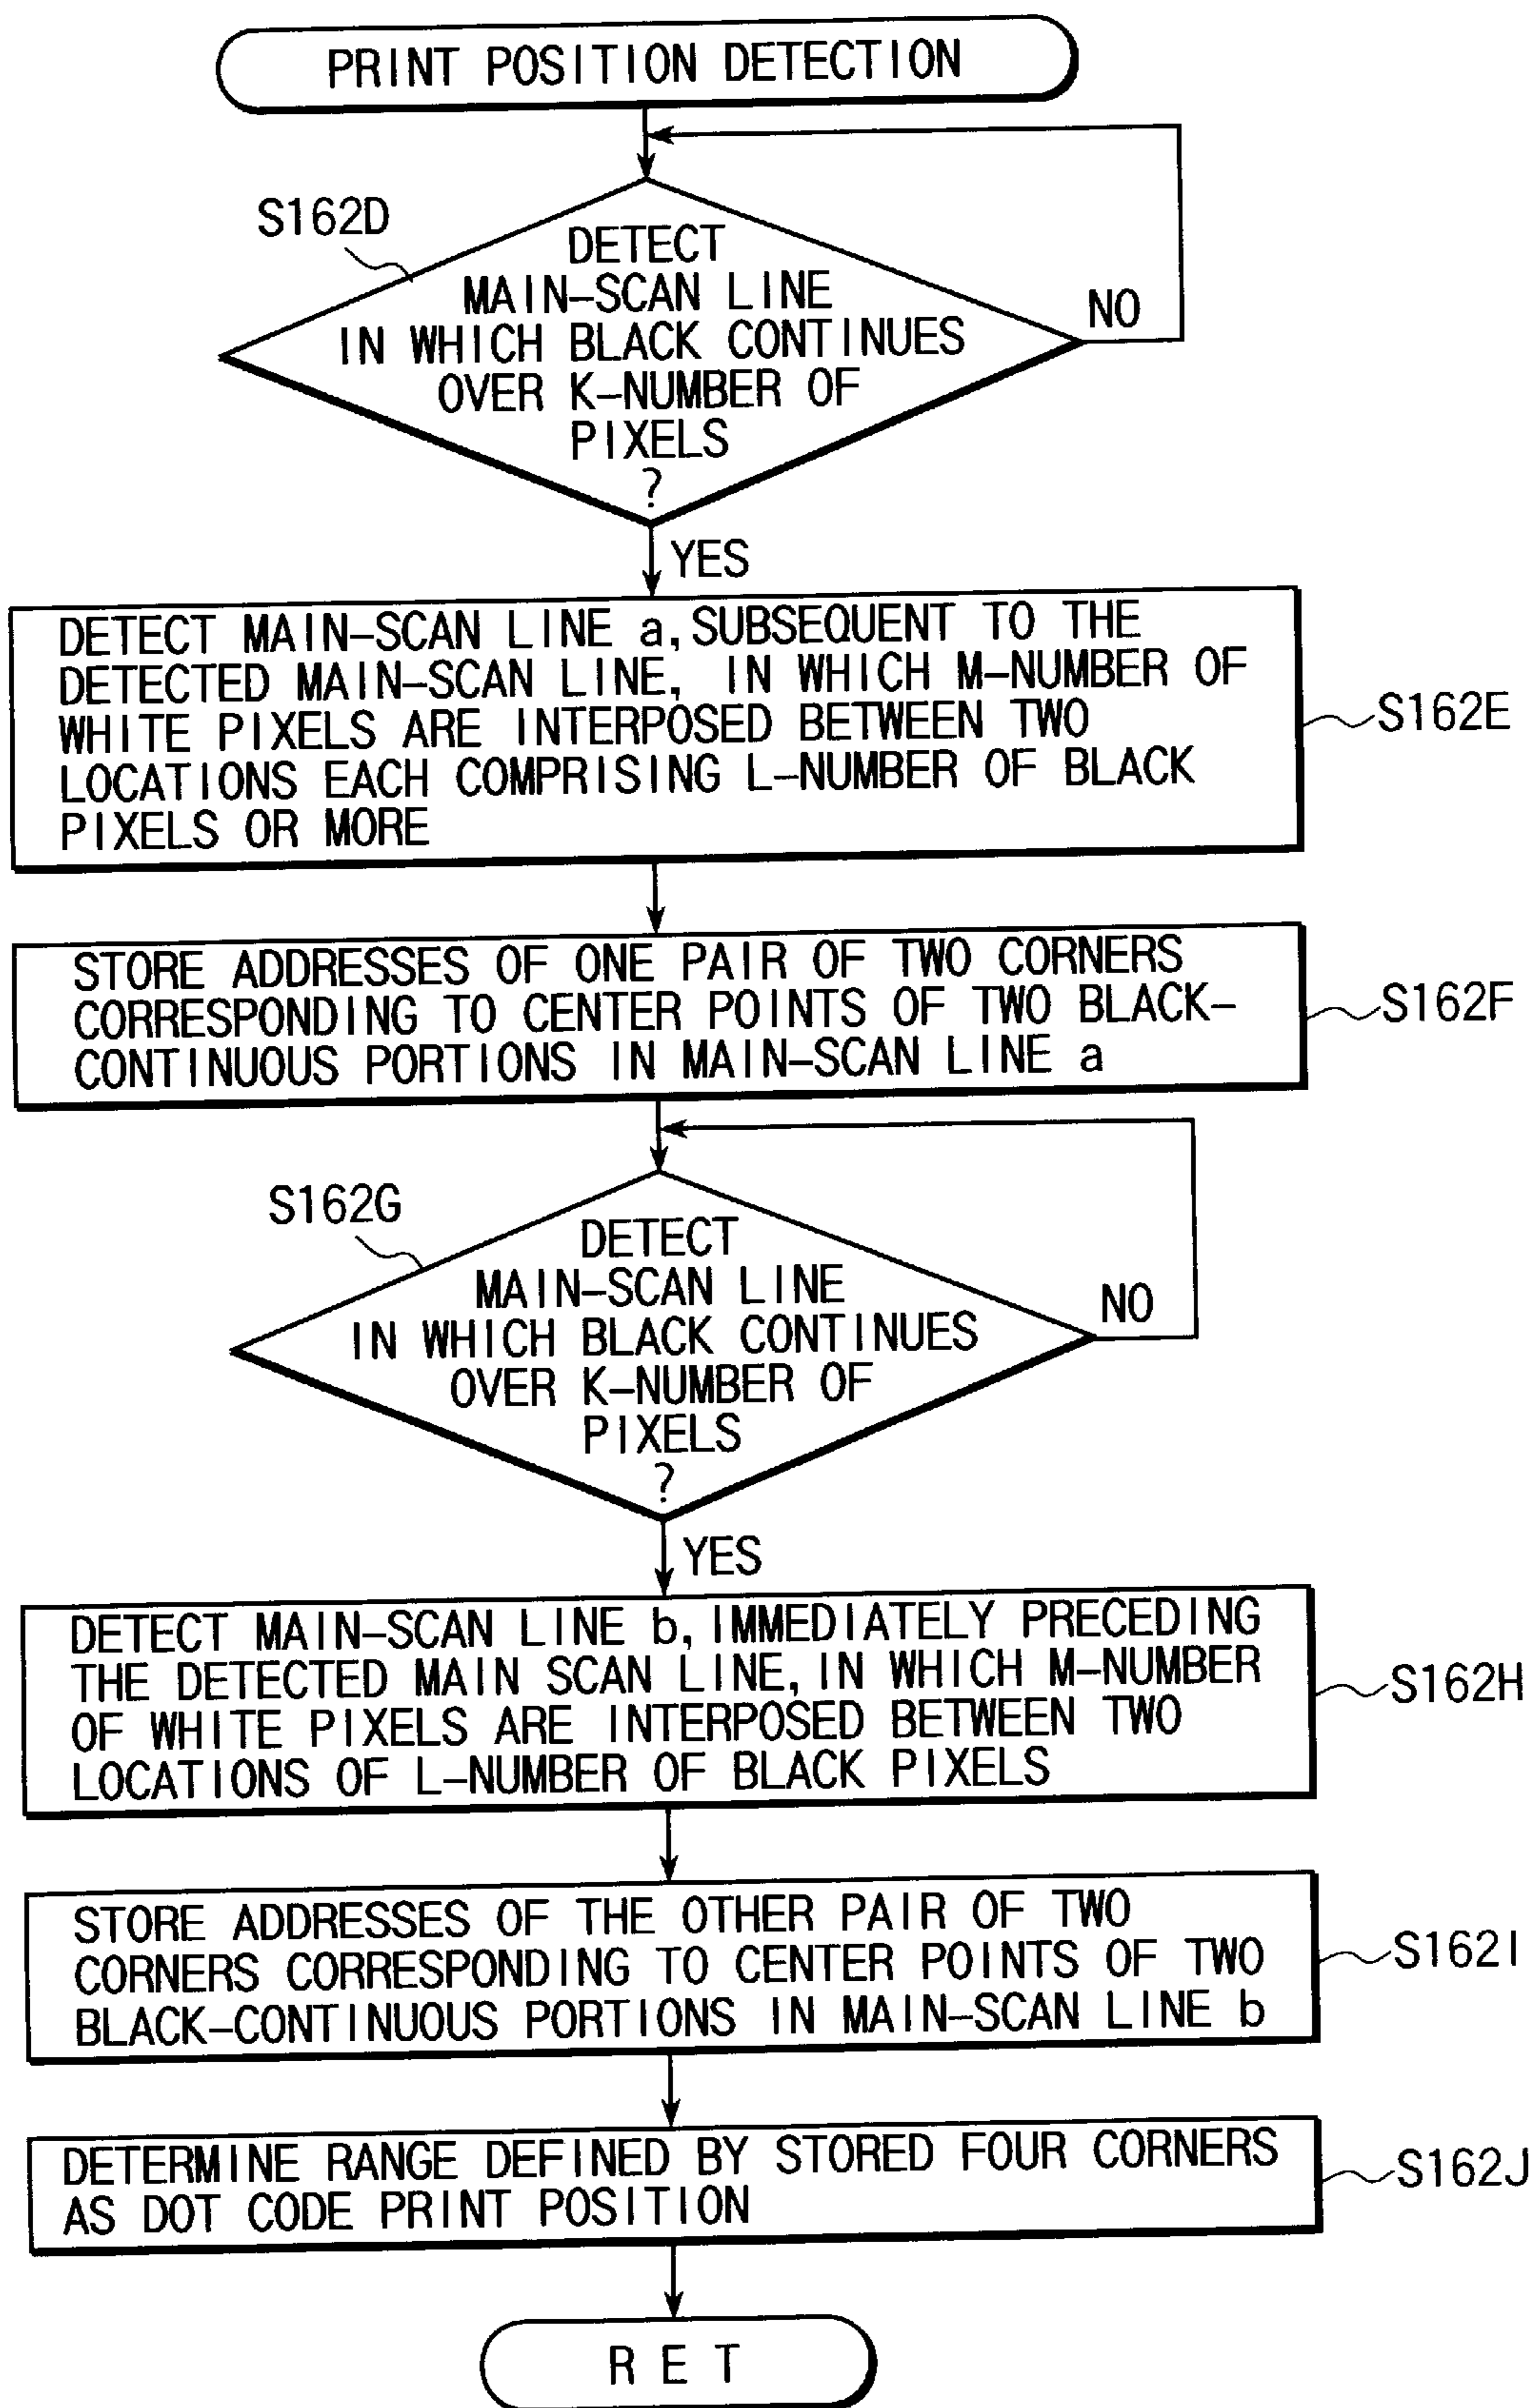 PRINT POSITION DETECTION
S162D
DETECT
MAIN-SCAN LINE
IN WHICH BLACK CONTINUES
OVER K-NUMBER OF
PIXELS
?
NO
YES
DETECT MAIN-SCAN LINE a, SUBSEQUENT TO THE
DETECTED MAIN-SCAN LINE, IN WHICH M-NUMBER OF
WHITE PIXELS ARE INTERPOSED BETWEEN TWO
LOCATIONS EACH COMPRISING L-NUMBER OF BLACK
PIXELS OR MORE
S162E
STORE ADDRESSES OF ONE PAIR OF TWO CORNERS
CORRESPONDING TO CENTER POINTS OF TWO BLACK-
CONTINUOUS PORTIONS IN MAIN-SCAN LINE a
S162F
S162G
DETECT
MAIN-SCAN LINE
IN WHICH BLACK CONTINUES
OVER K-NUMBER OF
PIXELS
?
NO
YES
DETECT MAIN-SCAN LINE b, IMMEDIATELY PRECEDING
THE DETECTED MAIN SCAN LINE, IN WHICH M-NUMBER
OF WHITE PIXELS ARE INTERPOSED BETWEEN TWO
LOCATIONS OF L-NUMBER OF BLACK PIXELS
S162H
STORE ADDRESSES OF THE OTHER PAIR OF TWO
CORNERS CORRESPONDING TO CENTER POINTS OF TWO
BLACK-CONTINUOUS PORTIONS IN MAIN-SCAN LINE b
S162I
DETERMINE RANGE DEFINED BY STORED FOUR CORNERS
AS DOT CODE PRINT POSITION
S162J
RET